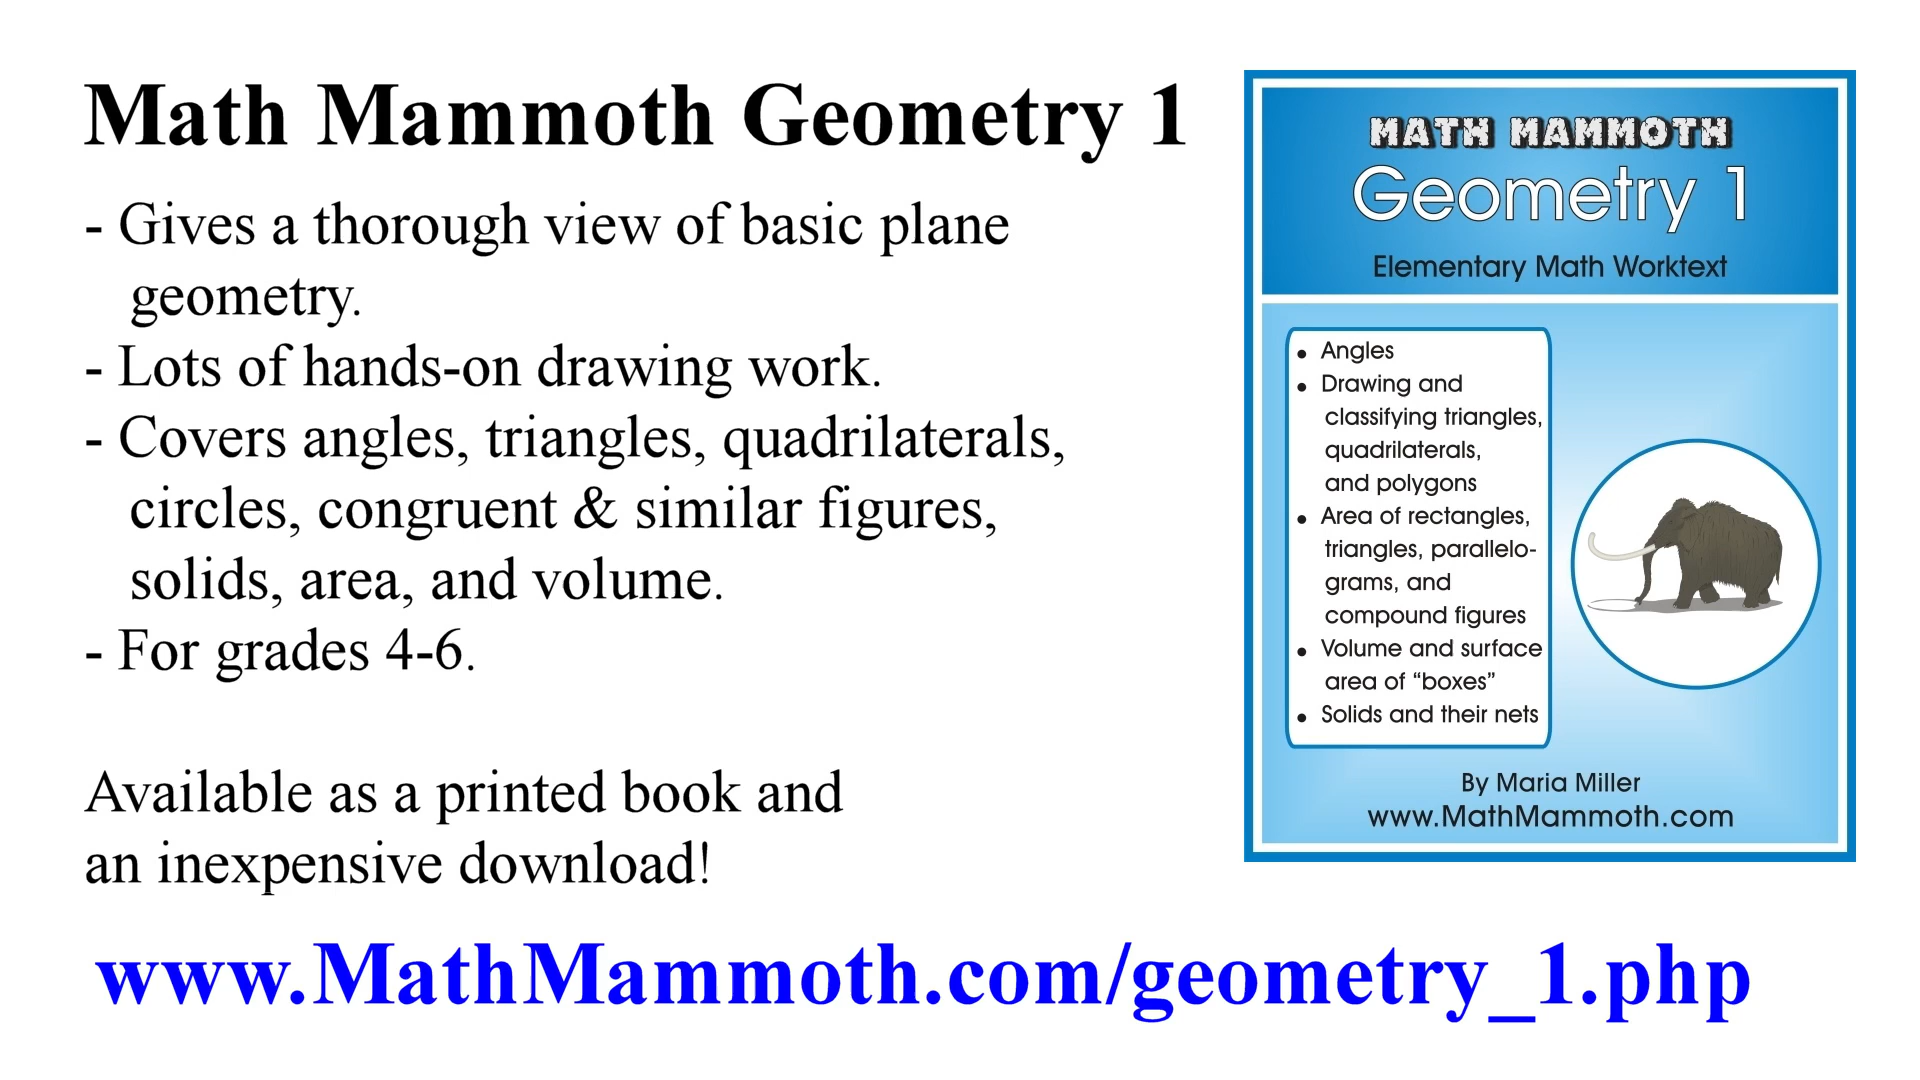 Math Mammoth Geometry 1
- Gives a thorough view of basic plane
geometry.
- Lots of hands-on drawing work.
- Covers angles, triangles, quadrilaterals,
circles, congruent & similar figures,
solids, area, and volume.
- For grades 4-6.
Available as a printed book and
an inexpensive download!
www.MathMammoth.com/geometry_1.php
MATH MAMMOTH
Geometry 1
Elementary Math Worktext
• Angles
• Drawing and
classifying triangles,
quadrilaterals,
and polygons
• Area of rectangles,
triangles, parallelo-
grams, and
compound figures
• Volume and surface
area of “boxes”
• Solids and their nets
By Maria Miller
www.MathMammoth.com